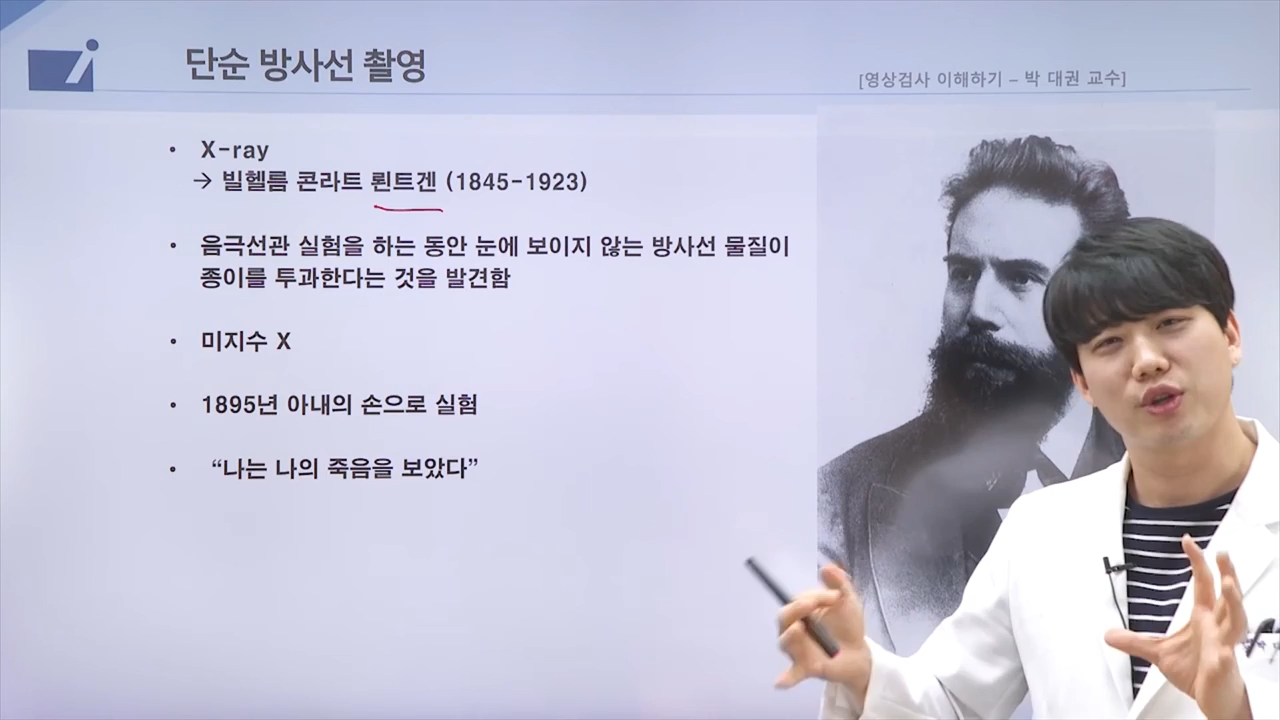 단순 방사선 촬영
[영상검사 이해하기 – 박 대권 교수]
• X-ray
→ 빌헬름 콘라트 뢴트겐 (1845-1923)
• 음극선관 실험을 하는 동안 눈에 보이지 않는 방사선 물질이
종이를 투과한다는 것을 발견함
• 미지수 X
• 1895년 아내의 손으로 실험
• “나는 나의 죽음을 보았다”